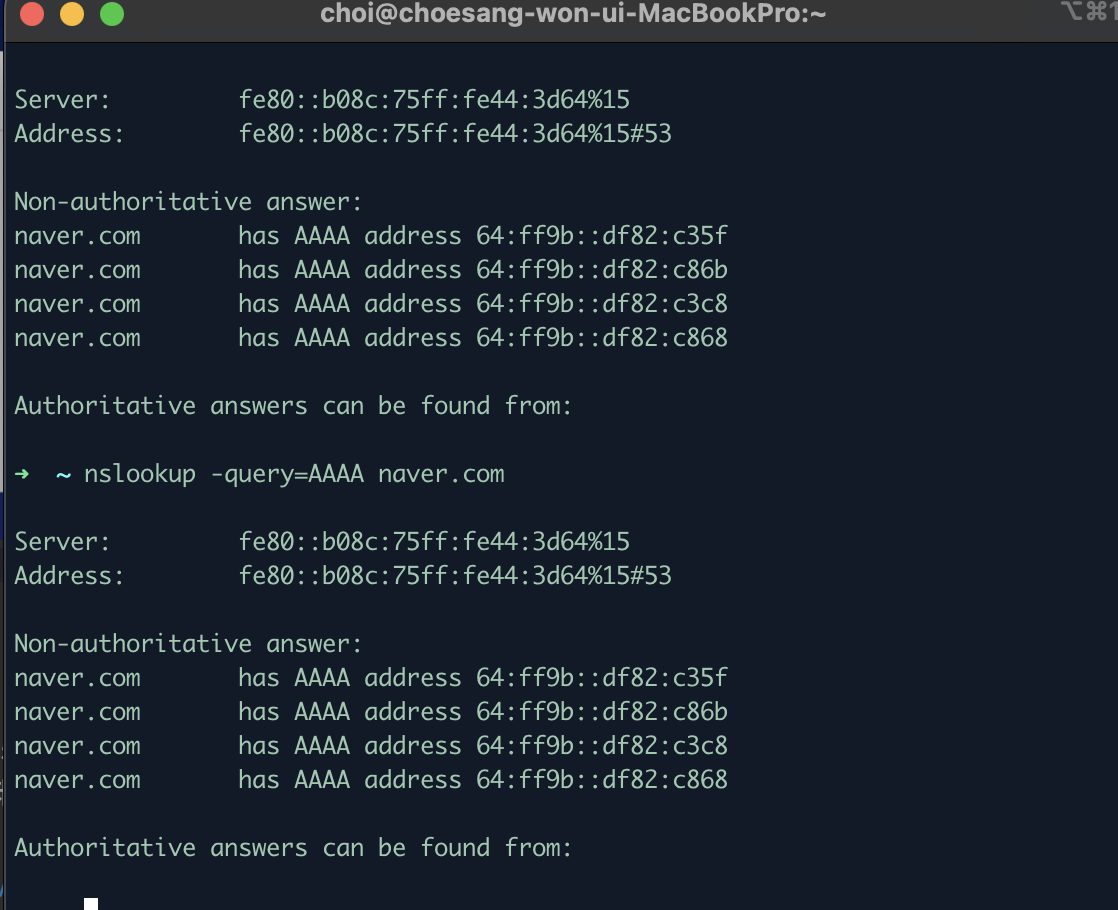 choi@choesang-won-ui-MacBookPro:~
⌥⌘1
Server: fe80::b08c:75ff:fe44:3d64%15
Address: fe80::b08c:75ff:fe44:3d64%15#53
Non-authoritative answer:
naver.com has AAAA address 64:ff9b::df82:c35f
naver.com has AAAA address 64:ff9b::df82:c86b
naver.com has AAAA address 64:ff9b::df82:c3c8
naver.com has AAAA address 64:ff9b::df82:c868
Authoritative answers can be found from:
➜ ~ nslookup -query=AAAA naver.com
Server: fe80::b08c:75ff:fe44:3d64%15
Address: fe80::b08c:75ff:fe44:3d64%15#53
Non-authoritative answer:
naver.com has AAAA address 64:ff9b::df82:c35f
naver.com has AAAA address 64:ff9b::df82:c86b
naver.com has AAAA address 64:ff9b::df82:c3c8
naver.com has AAAA address 64:ff9b::df82:c868
Authoritative answers can be found from: